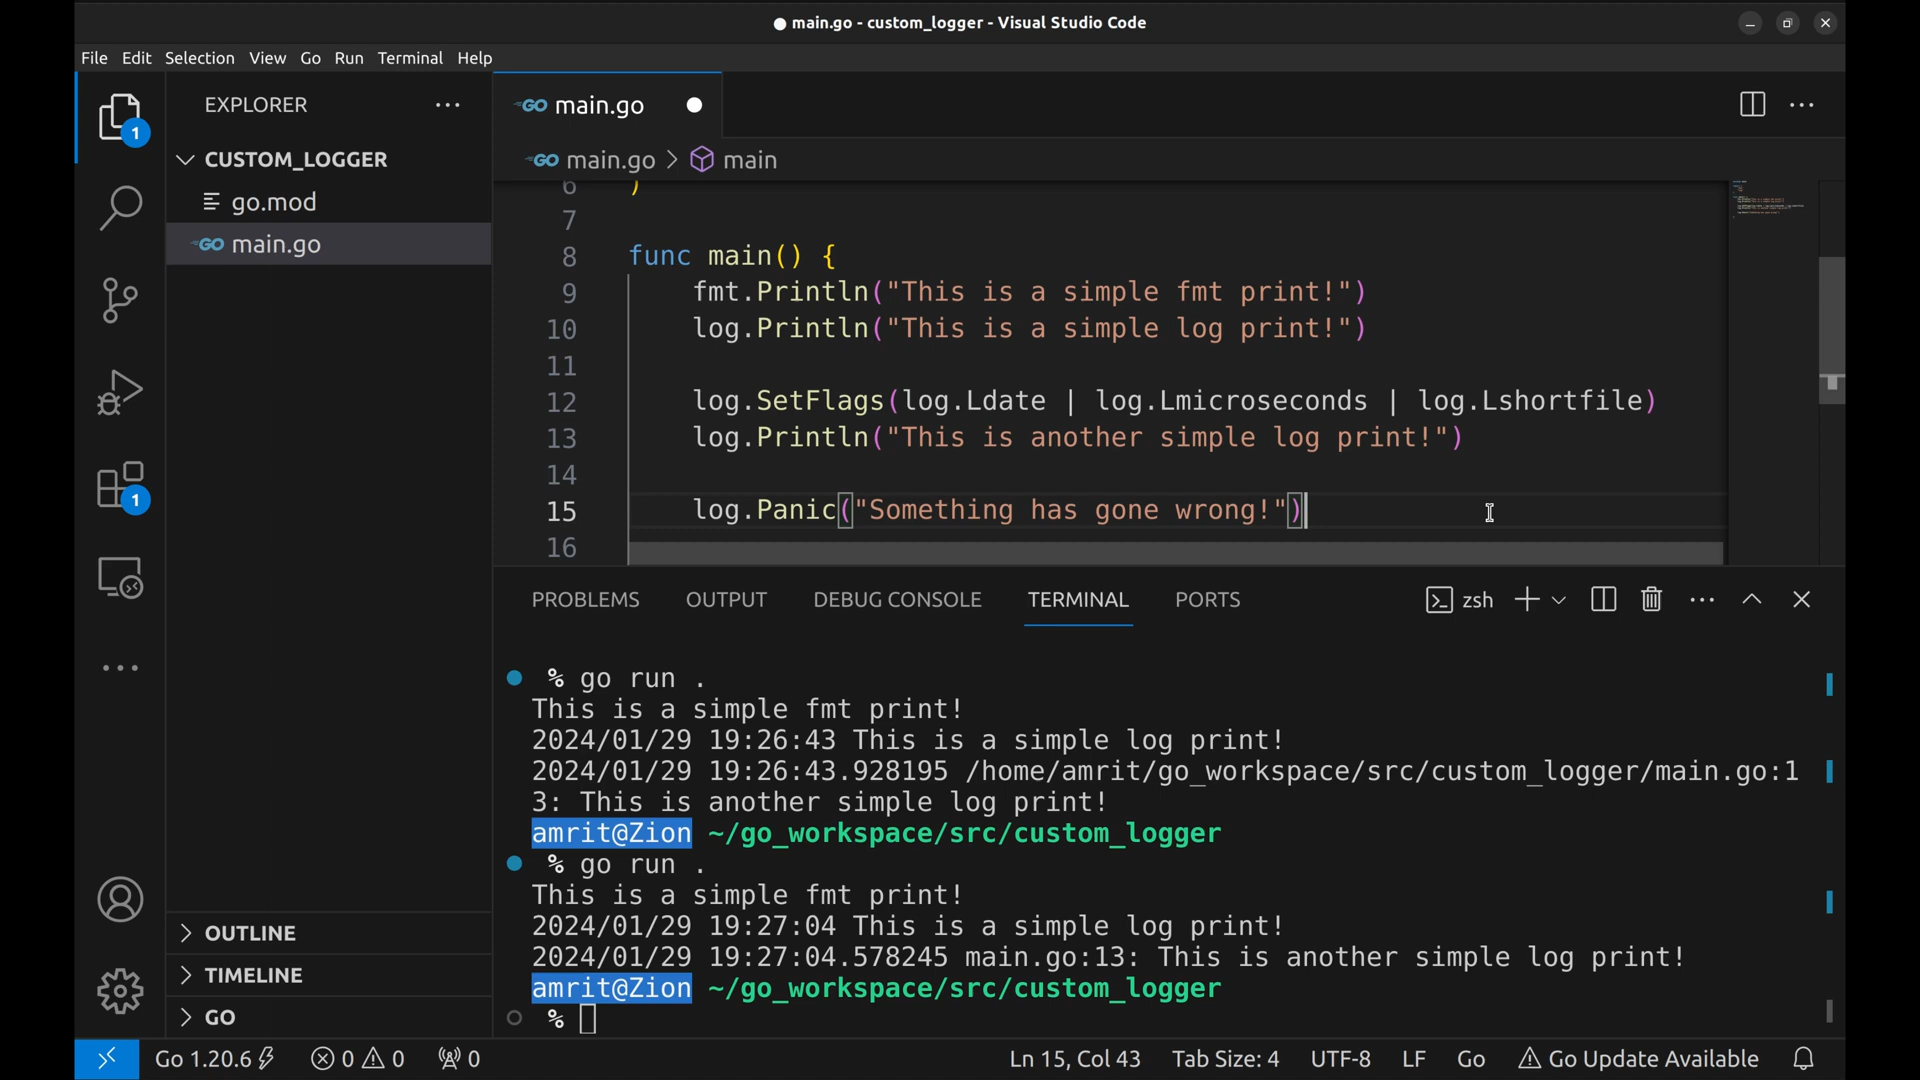 main.go - custom_logger - Visual Studio Code
File Edit Selection View Go Run Terminal Help
EXPLORER
CUSTOM_LOGGER
go.mod
main.go
1
1
OUTLINE
TIMELINE
GO
GO main.go
GO main.go > main
6 )
7
8 func main() {
9 fmt.Println("This is a simple fmt print!")
10 log.Println("This is a simple log print!")
11
12 log.SetFlags(log.Ldate | log.Lmicroseconds | log.Lshortfile)
13 log.Println("This is another simple log print!")
14
15 log.Panic("Something has gone wrong!")
16
PROBLEMS OUTPUT DEBUG CONSOLE TERMINAL PORTS zsh
% go run .
This is a simple fmt print!
2024/01/29 19:26:43 This is a simple log print!
2024/01/29 19:26:43.928195 /home/amrit/go_workspace/src/custom_logger/main.go:1
3: This is another simple log print!
amrit@Zion ~/go_workspace/src/custom_logger
% go run .
This is a simple fmt print!
2024/01/29 19:27:04 This is a simple log print!
2024/01/29 19:27:04.578245 main.go:13: This is another simple log print!
amrit@Zion ~/go_workspace/src/custom_logger
%
Go 1.20.6 0 0 0 Ln 15, Col 43 Tab Size: 4 UTF-8 LF Go Go Update Available